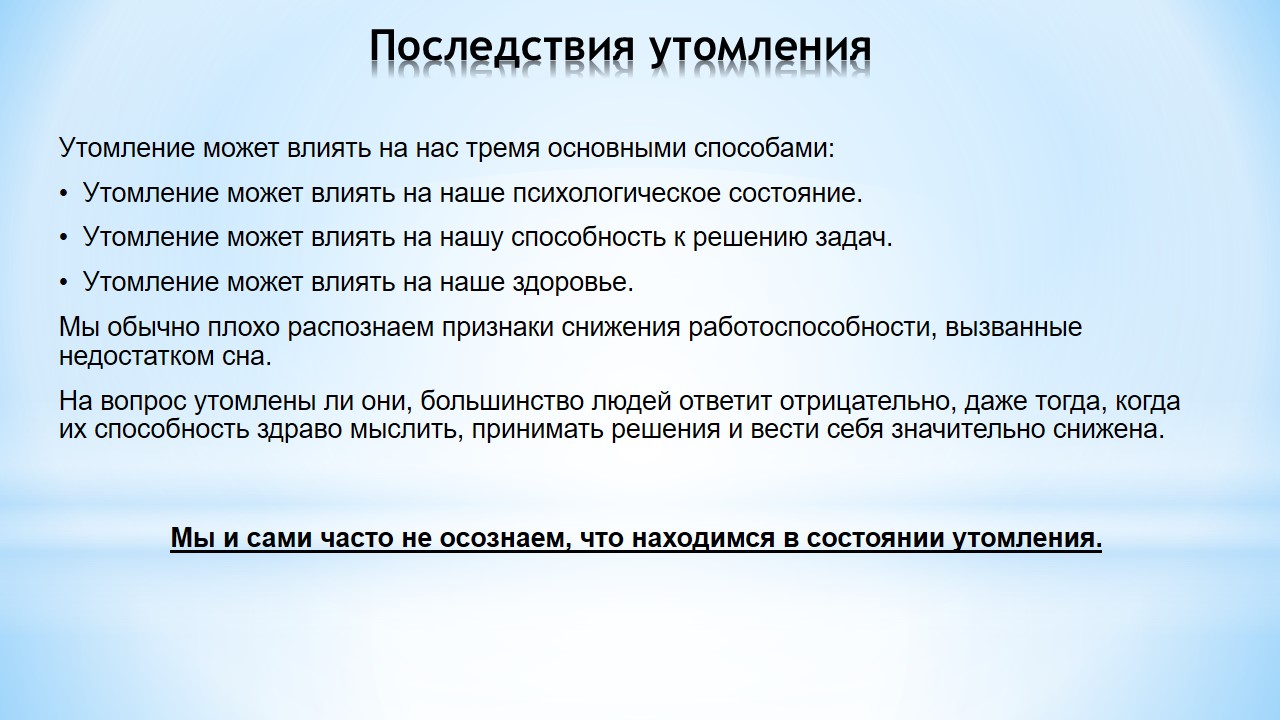 Последствия утомления
Утомление может влиять на нас тремя основными способами:
• Утомление может влиять на наше психологическое состояние.
• Утомление может влиять на нашу способность к решению задач.
• Утомление может влиять на наше здоровье.
Мы обычно плохо распознаем признаки снижения работоспособности, вызванные
недостатком сна.
На вопрос утомлены ли они, большинство людей ответит отрицательно, даже тогда, когда
их способность здраво мыслить, принимать решения и вести себя значительно снижена.
Мы и сами часто не осознаем, что находимся в состоянии утомления.